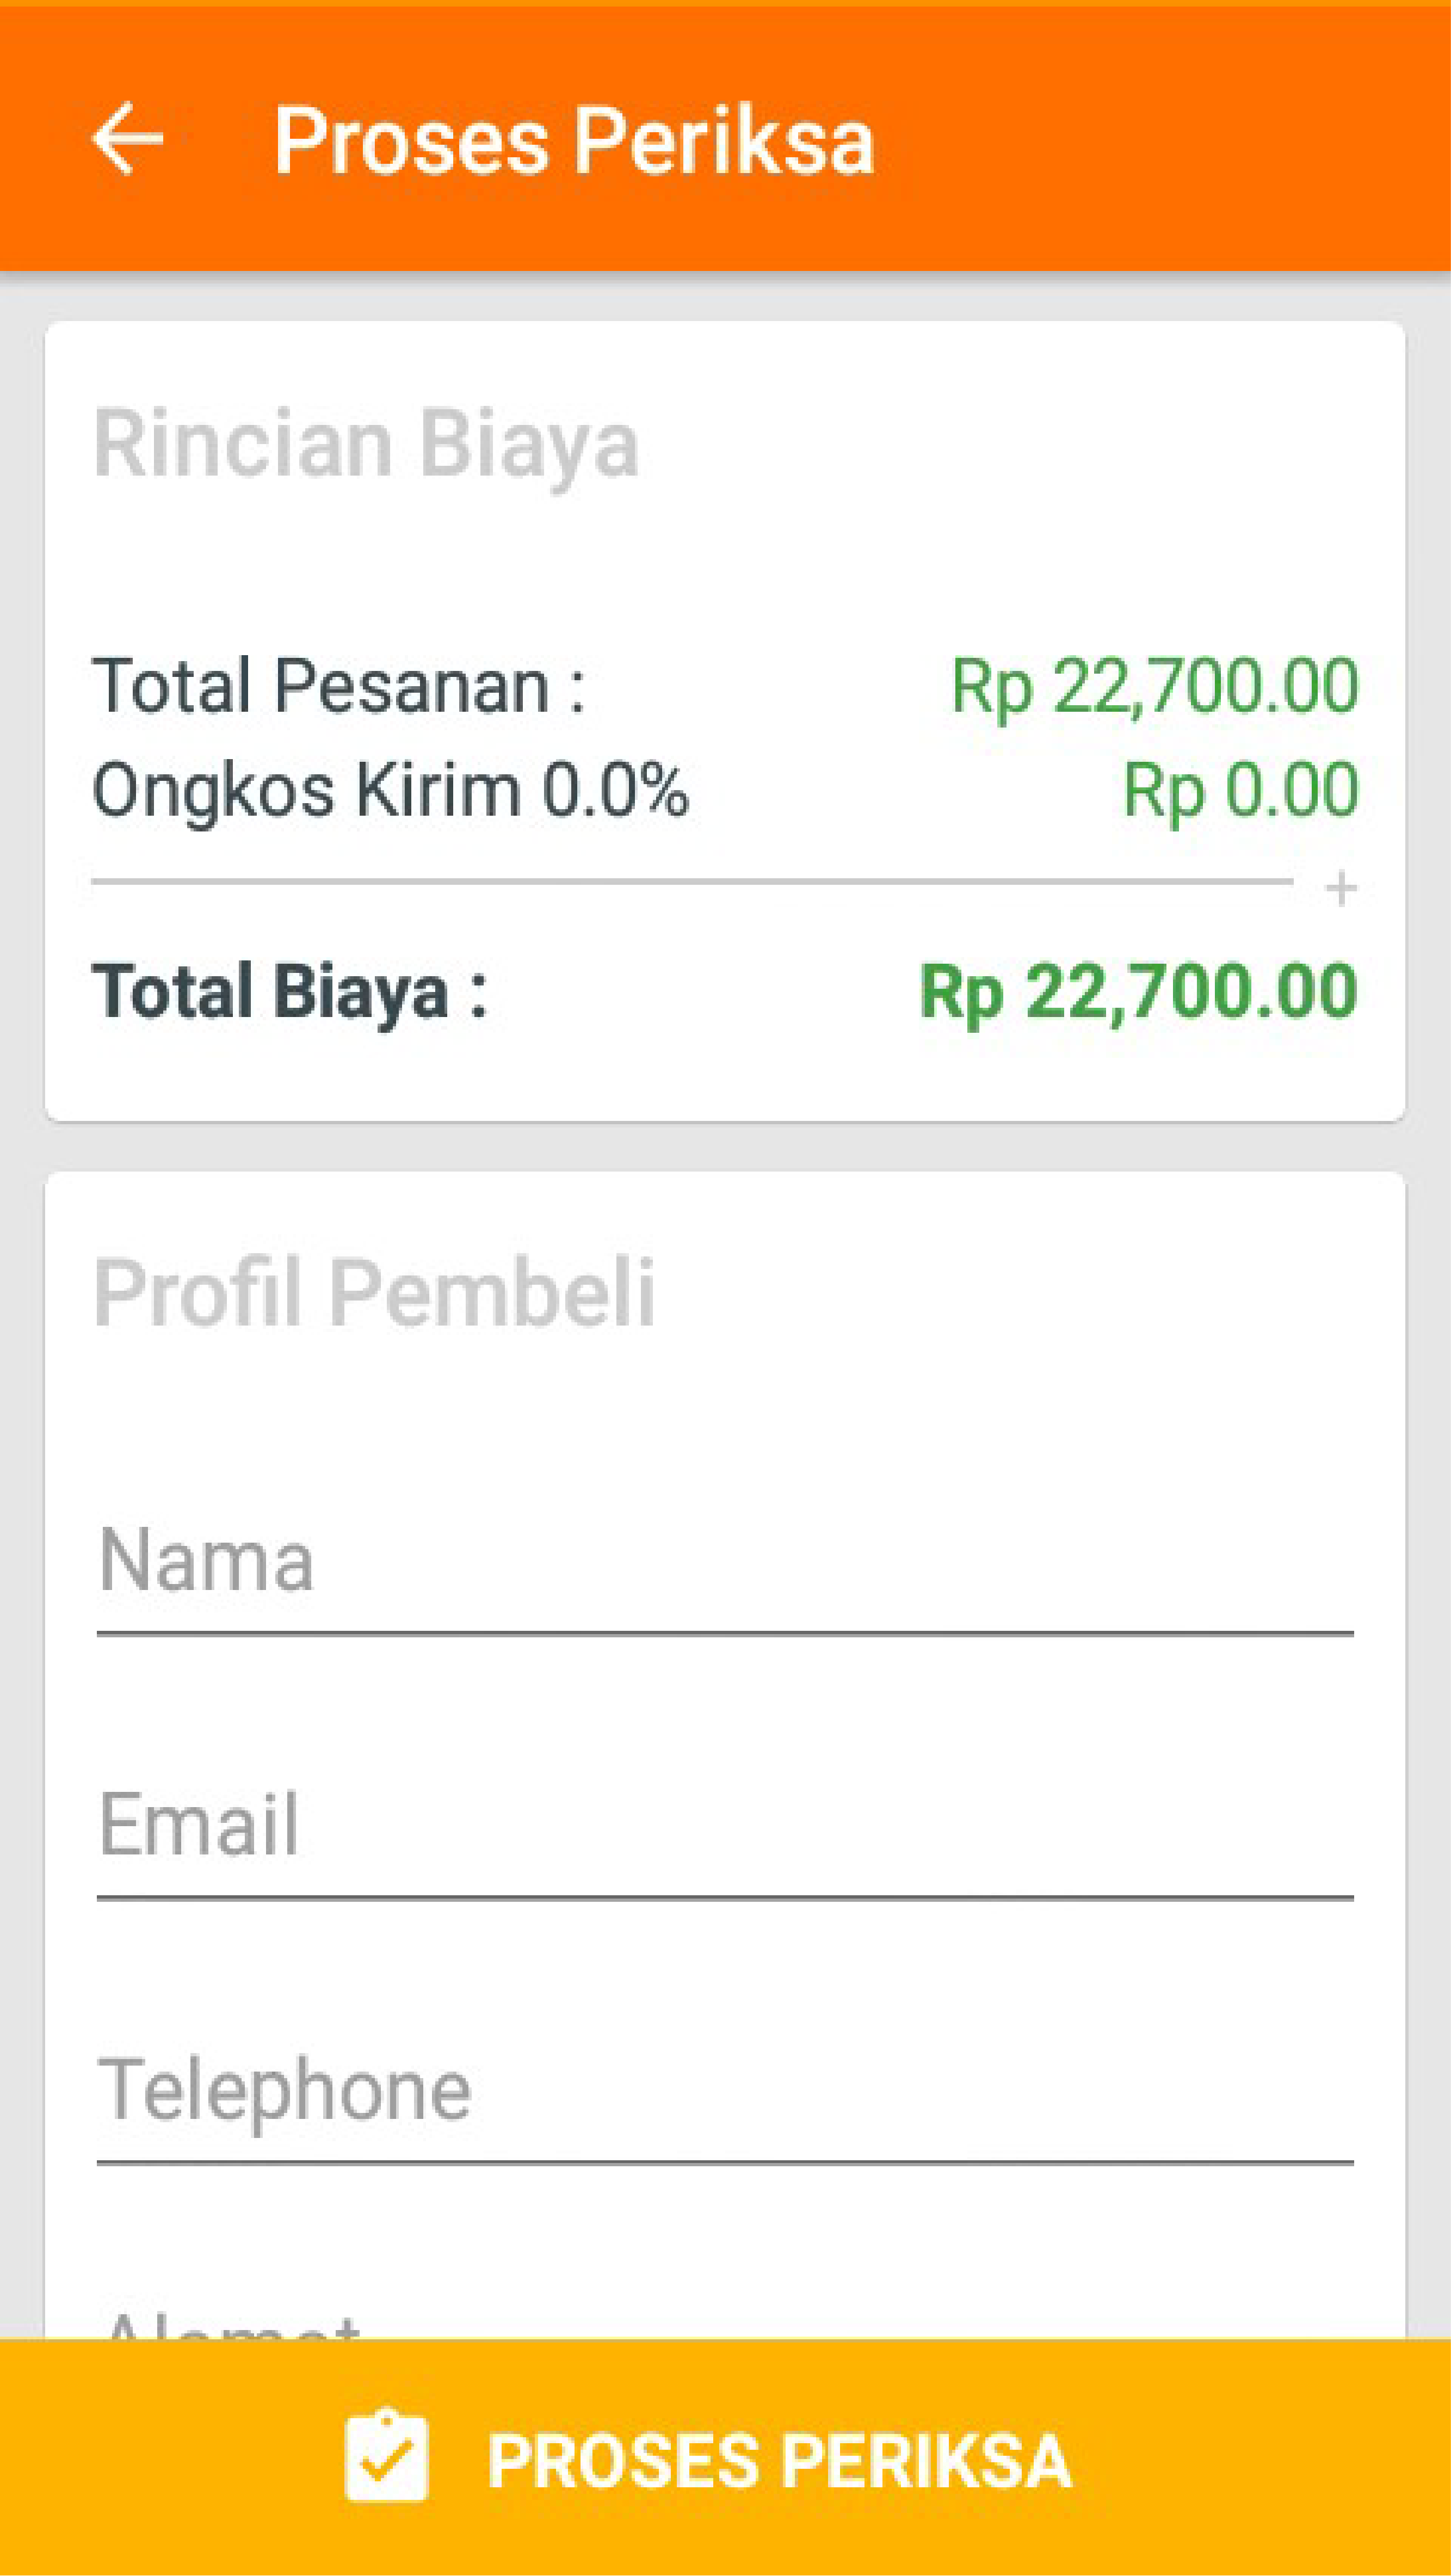 Proses Periksa
Rincian Biaya
Total Pesanan : Rp 22,700.00
Ongkos Kirim 0.0% Rp 0.00
+
Total Biaya : Rp 22,700.00
Profil Pembeli
Nama
Email
Telephone
Alamat
PROSES PERIKSA